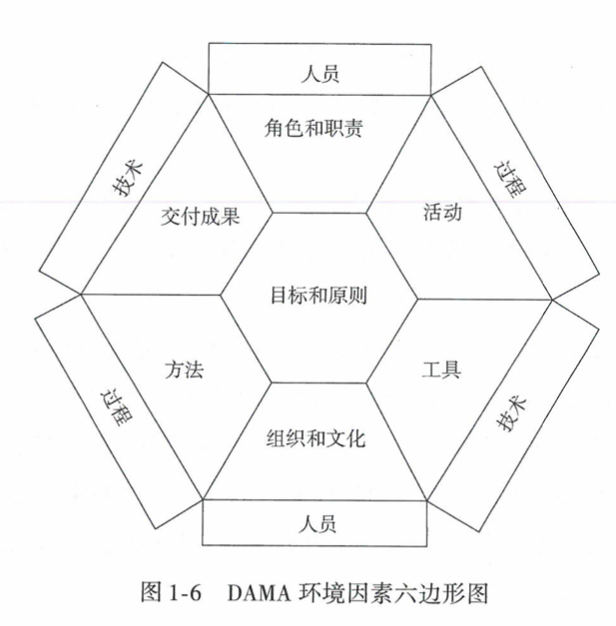 人员
角色和职责
技术
过程
交付成果
活动
目标和原则
方法
工具
过程
技术
组织和文化
人员
图 1-6 DAMA 环境因素六边形图